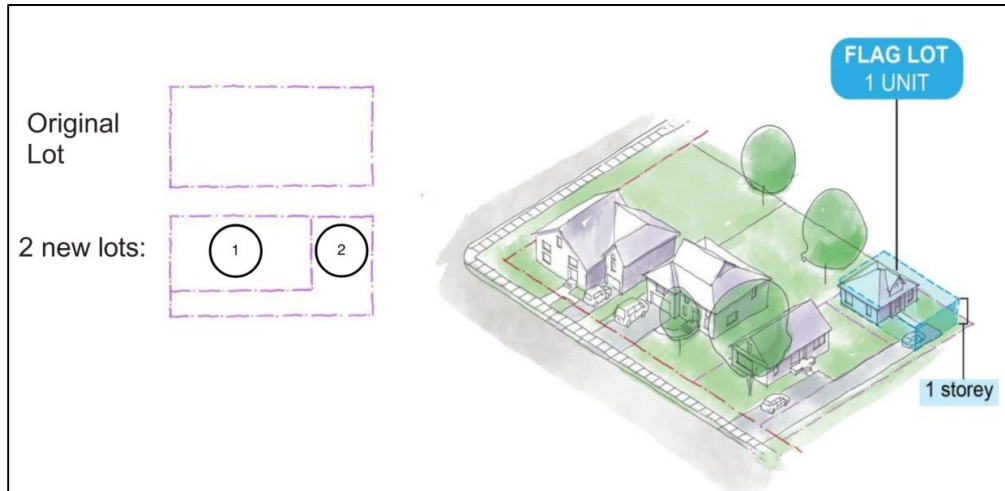 Original
Lot
2 new lots:
1
2
FLAG LOT
1 UNIT
1 storey